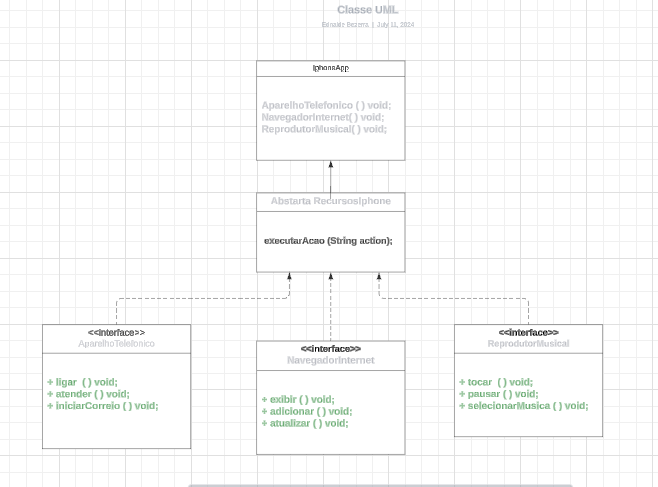 Classe UML
Ednaide Bezerra | July 11, 2024
IphoneApp
AparelhoTelefonico ( ) void;
NavegadorInternet( ) void;
ReprodutorMusical( ) void;
Abstarta RecursosIphone
executarAcao (String action);
<<interface>>
AparelhoTelefonico
+ ligar ( ) void;
+ atender ( ) void;
+ iniciarCorreio ( ) void;
<<interface>>
NavegadorInternet
+ exibir ( ) void;
+ adicionar ( ) void;
+ atualizar ( ) void;
<<interface>>
ReprodutorMusical
+ tocar ( ) void;
+ pausar ( ) void;
+ selecionarMusica ( ) void;